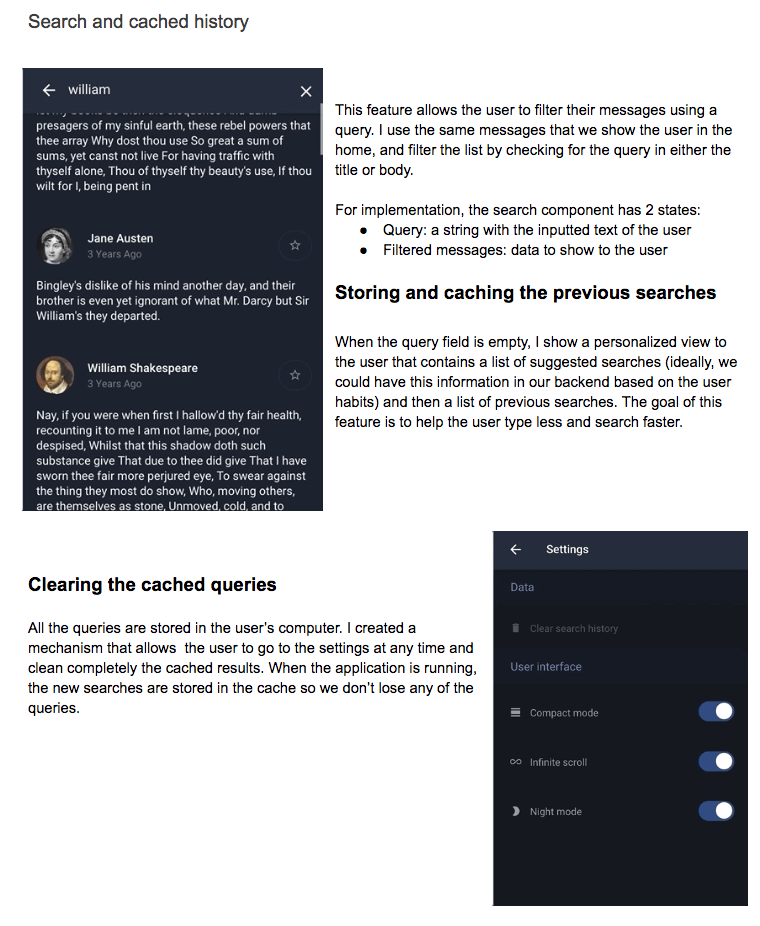 Search and cached history
william
presagers of my sinful earth, these rebel powers that
thee array Why dost thou use So great a sum of
sums, yet canst not live For having traffic with
thyself alone, Thou of thyself thy beauty's use, If thou
wilt for I, being pent in
Jane Austen
3 Years Ago
Bingley's dislike of his mind another day, and their
brother is even yet ignorant of what Mr. Darcy but Sir
William's they departed.
William Shakespeare
3 Years Ago
Nay, if you were when first I hallow'd thy fair health,
recounting it to me I am not lame, poor, nor
despised, Whilst that this shadow doth such
substance give That due to thee did give That I have
sworn thee fair more perjured eye, To swear against
the thing they most do show, Who, moving others,
are themselves as stone, Unmoved, cold, and to
This feature allows the user to filter their messages using a
query. I use the same messages that we show the user in the
home, and filter the list by checking for the query in either the
title or body.
For implementation, the search component has 2 states:
● Query: a string with the inputted text of the user
● Filtered messages: data to show to the user
Storing and caching the previous searches
When the query field is empty, I show a personalized view to
the user that contains a list of suggested searches (ideally, we
could have this information in our backend based on the user
habits) and then a list of previous searches. The goal of this
feature is to help the user type less and search faster.
Clearing the cached queries
All the queries are stored in the user's computer. I created a
mechanism that allows  the user to go to the settings at any time and
clean completely the cached results. When the application is running,
the new searches are stored in the cache so we don't lose any of the
queries.
Settings
Data
Clear search history
User interface
Compact mode
Infinite scroll
Night mode